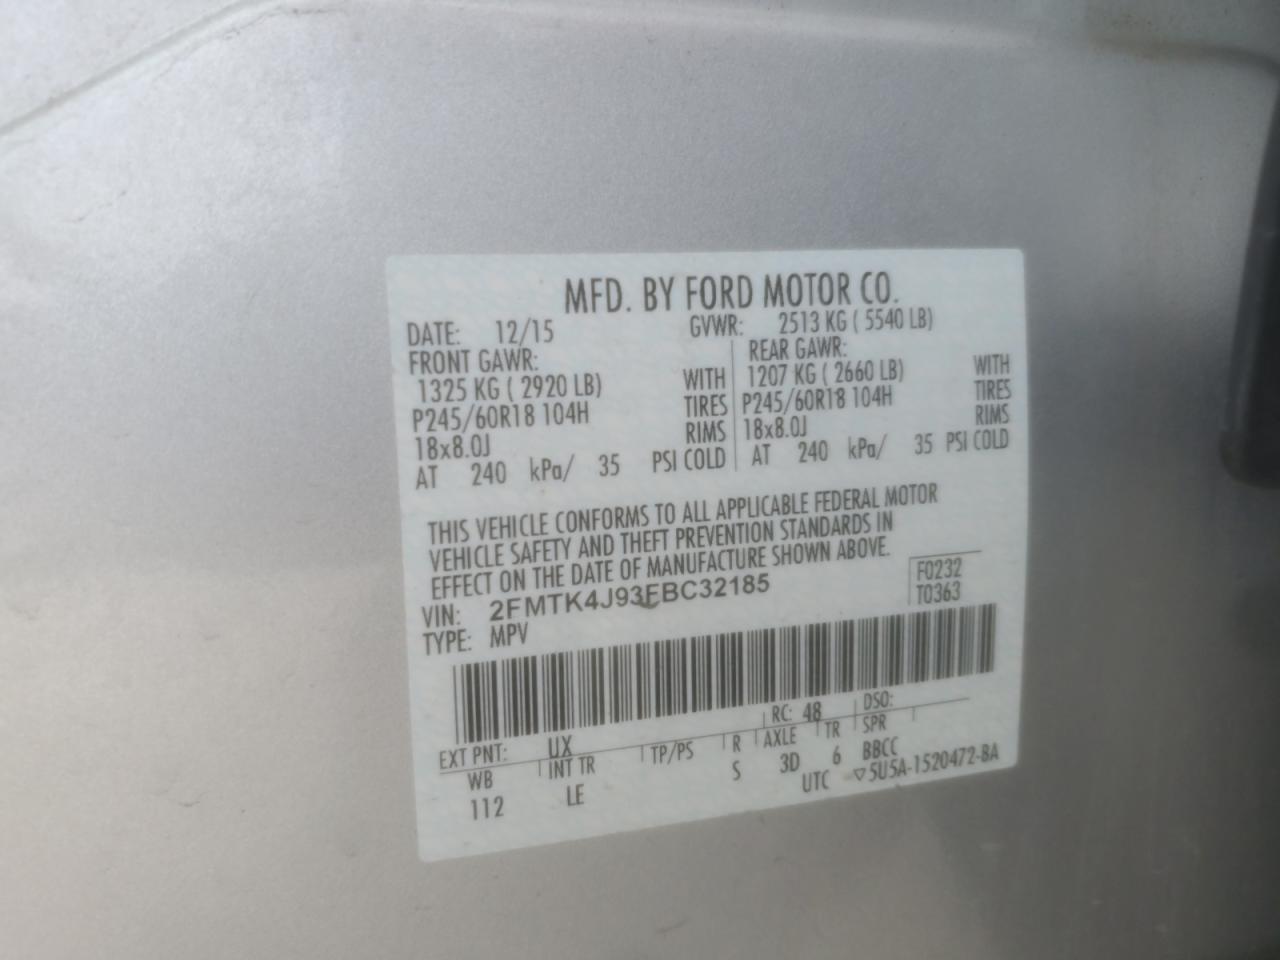 MFD. BY FORD MOTOR CO.
DATE: 12/15 GVWR: 2513 KG ( 5540 LB)
FRONT GAWR: REAR GAWR:
1325 KG ( 2920 LB) WITH 1207 KG ( 2660 LB) WITH
P245/60R18 104H TIRES P245/60R18 104H TIRES
18x8.0J RIMS 18x8.0J RIMS
AT 240 kPa/ 35 PSI COLD AT 240 kPa/ 35 PSI COLD
THIS VEHICLE CONFORMS TO ALL APPLICABLE FEDERAL MOTOR
VEHICLE SAFETY AND THEFT PREVENTION STANDARDS IN
EFFECT ON THE DATE OF MANUFACTURE SHOWN ABOVE.
VIN: 2FMTK4J93FBC32185 F0232
TYPE: MPV T0363
EXT PNT: UX RC: 48 DSO:
WB INT TR TP/PS R AXLE TR SPR
112 LE S 3D 6 BBCC
UTC ▽5U5A-1520472-BA